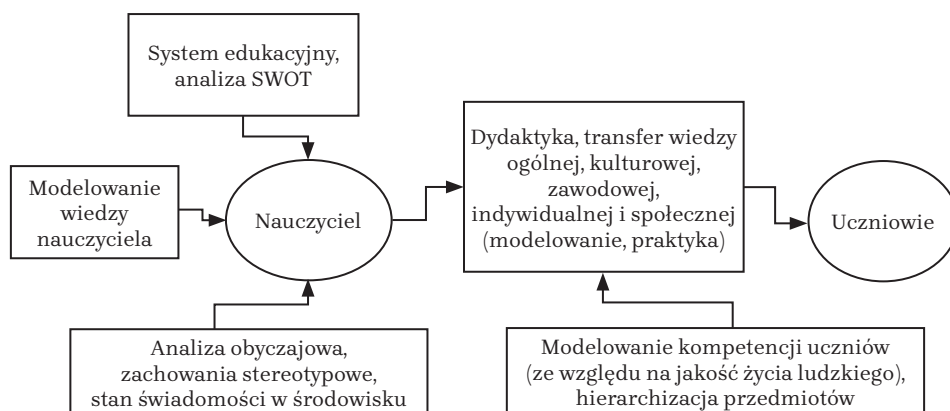 System edukacyjny,
analiza SWOT
Modelowanie
wiedzy
nauczyciela
Nauczyciel
Dydaktyka, transfer wiedzy
ogólnej, kulturowej,
zawodowej,
indywidualnej i społecznej
(modelowanie, praktyka)
Uczniowie
Analiza obyczajowa,
zachowania stereotypowe,
stan świadomości w środowisku
Modelowanie kompetencji uczniów
(ze względu na jakość życia ludzkiego),
hierarchizacja przedmiotów